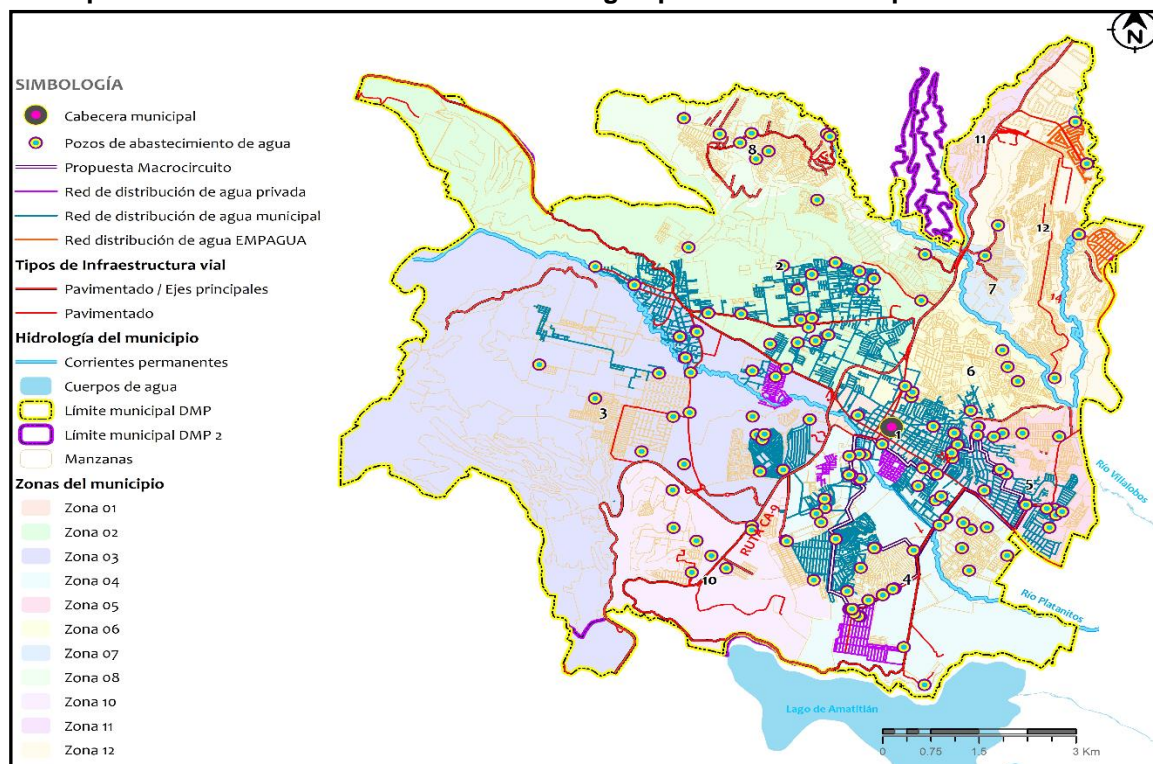 N
SIMBOLOGÍA
Cabecera municipal
Pozos de abastecimiento de agua
Propuesta Macrocircuito
Red de distribución de agua privada
Red de distribución de agua municipal
Red distribución de agua EMPAGUA
Tipos de Infraestructura vial
Pavimentado / Ejes principales
Pavimentado
Hidrología del municipio
Corrientes permanentes
Cuerpos de agua
Límite municipal DMP
Límite municipal DMP 2
Manzanas
Zonas del municipio
Zona 01
Zona 02
Zona 03
Zona 04
Zona 05
Zona 06
Zona 07
Zona 08
Zona 10
Zona 11
Zona 12
8
11
12
2
7
14
6
3
1
5
RUTA CA-9
10
4
Río Villalobos
Río Platanitos
Lago de Amatitlán
0 0.75 1.5 3 Km